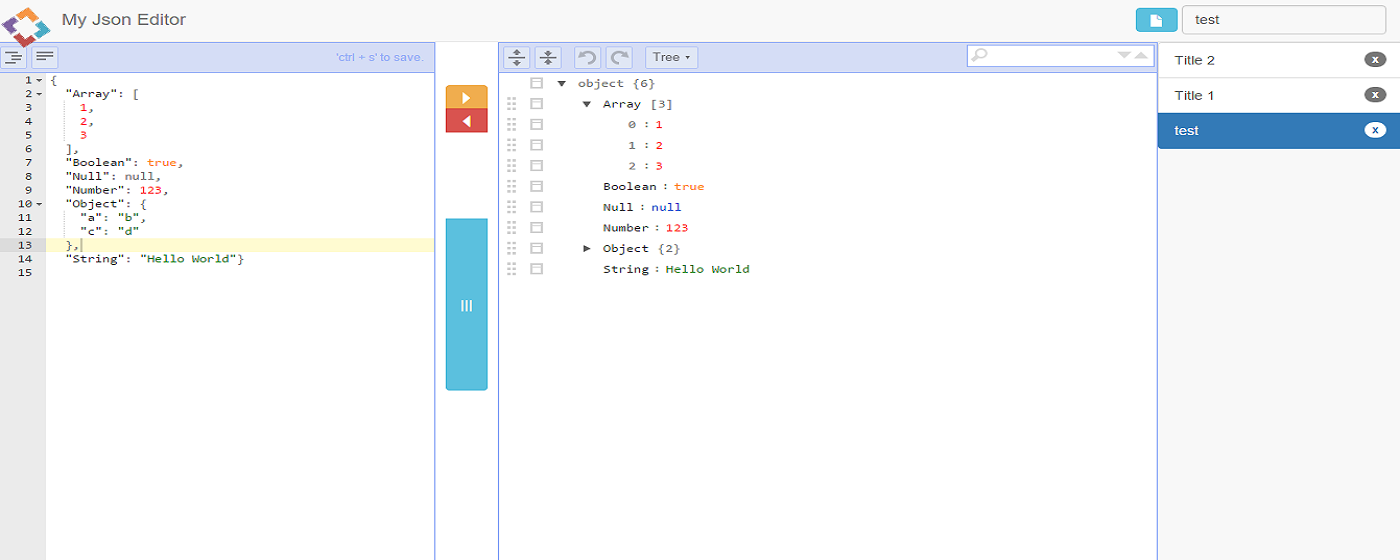 My Json Editor
test
'ctrl + s' to save.
1 {
2 "Array": [
3 1,
4 2,
5 3
6 ],
7 "Boolean": true,
8 "Null": null,
9 "Number": 123,
10 "Object": {
11 "a": "b",
12 "c": "d"
13 },
14 "String": "Hello World"}
15
Tree
object {6}
Array [3]
0 : 1
1 : 2
2 : 3
Boolean : true
Null : null
Number : 123
Object {2}
String : Hello World
Title 2 x
Title 1 x
test x